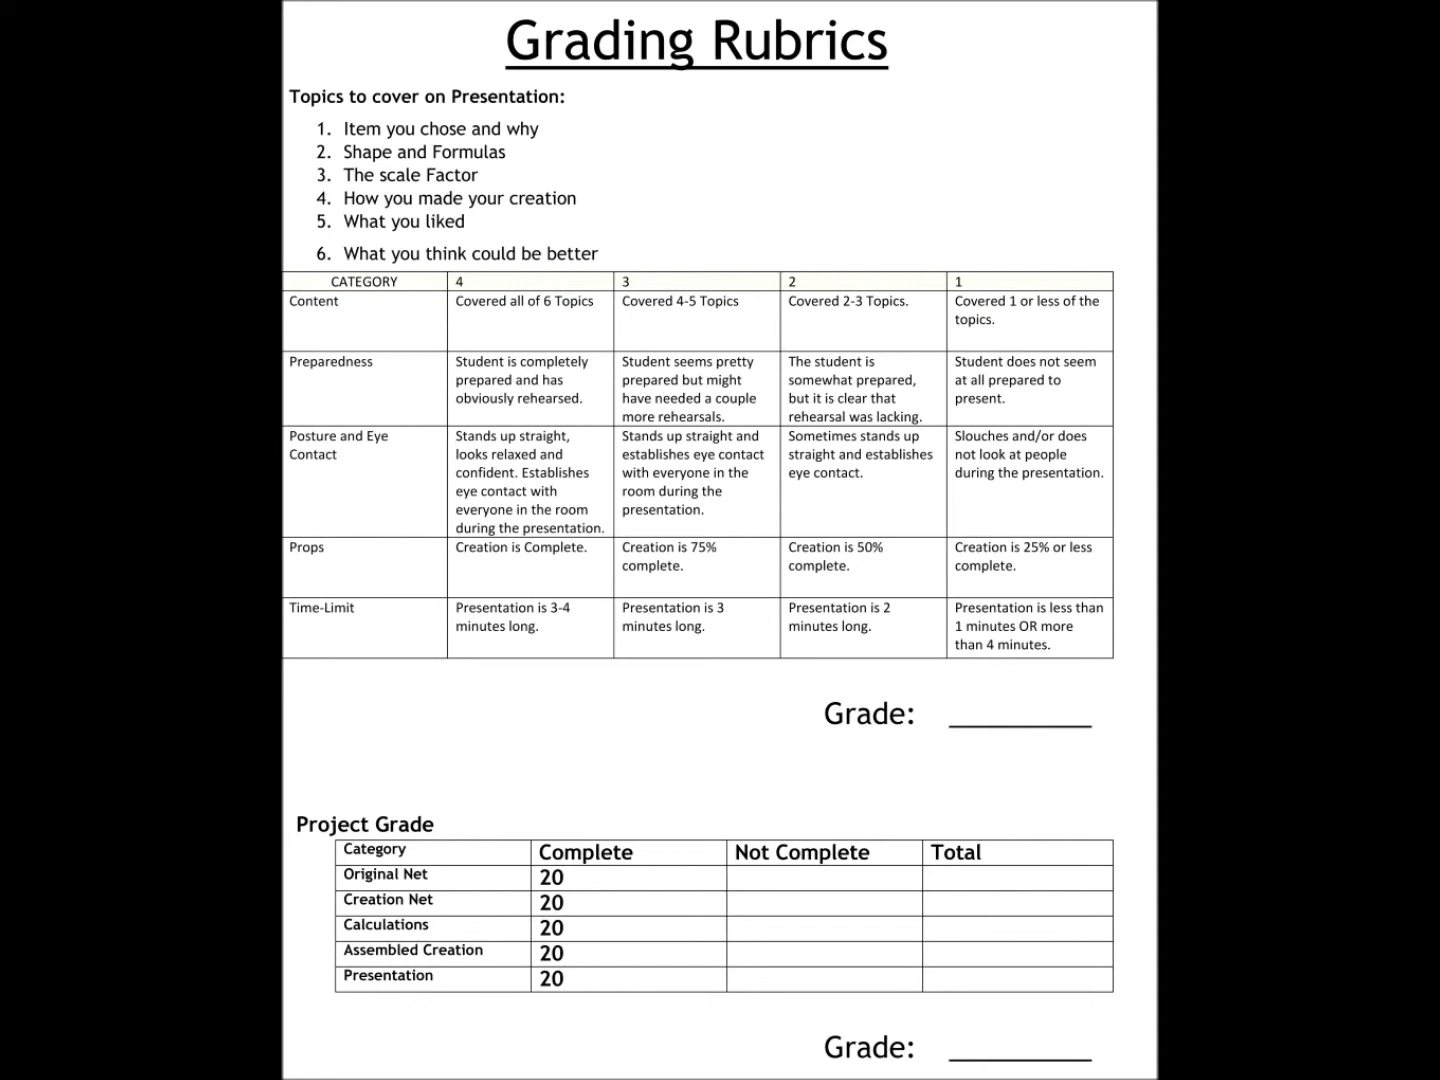 Grading Rubrics
Topics to cover on Presentation:
1. Item you chose and why
2. Shape and Formulas
3. The scale Factor
4. How you made your creation
5. What you liked
6. What you think could be better
CATEGORY 4 3 2 1
Content Covered all of 6 Topics Covered 4-5 Topics Covered 2-3 Topics. Covered 1 or less of the
topics.
Preparedness Student is completely Student seems pretty The student is Student does not seem
prepared and has prepared but might somewhat prepared, at all prepared to
obviously rehearsed. have needed a couple but it is clear that present.
more rehearsals. rehearsal was lacking.
Posture and Eye Stands up straight, Stands up straight and Sometimes stands up Slouches and/or does
Contact looks relaxed and establishes eye contact straight and establishes not look at people
confident. Establishes with everyone in the eye contact. during the presentation.
eye contact with room during the
everyone in the room presentation.
during the presentation.
Props Creation is Complete. Creation is 75% Creation is 50% Creation is 25% or less
complete. complete. complete.
Time-Limit Presentation is 3-4 Presentation is 3 Presentation is 2 Presentation is less than
minutes long. minutes long. minutes long. 1 minutes OR more
than 4 minutes.
Grade: __________
Project Grade
Category Complete Not Complete Total
Original Net 20
Creation Net 20
Calculations 20
Assembled Creation 20
Presentation 20
Grade: __________